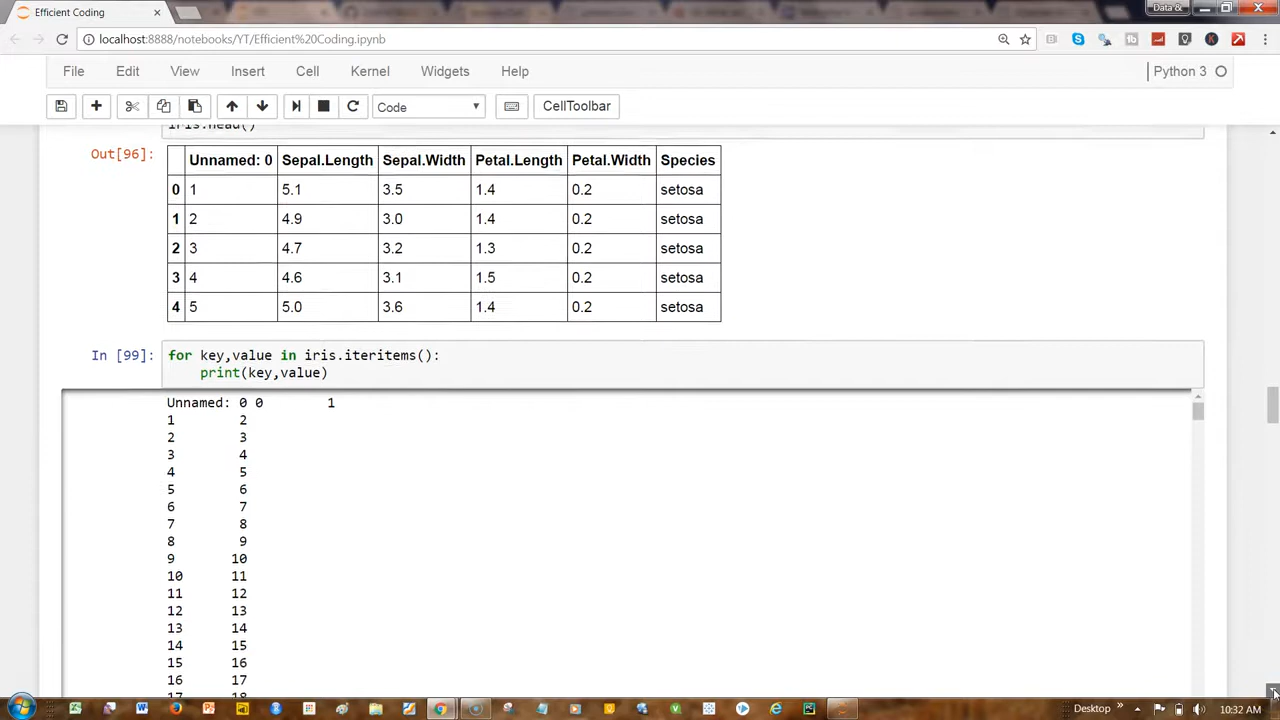 Efficient Coding
Data &
localhost:8888/notebooks/YT/Efficient%20Coding.ipynb
File Edit View Insert Cell Kernel Widgets Help Python 3
Code CellToolbar
iris.head()
Out[96]:
Unnamed: 0 Sepal.Length Sepal.Width Petal.Length Petal.Width Species
0 1 5.1 3.5 1.4 0.2 setosa
1 2 4.9 3.0 1.4 0.2 setosa
2 3 4.7 3.2 1.3 0.2 setosa
3 4 4.6 3.1 1.5 0.2 setosa
4 5 5.0 3.6 1.4 0.2 setosa
In [99]: for key,value in iris.iteritems():
print(key,value)
Unnamed: 0 0 1
1 2
2 3
3 4
4 5
5 6
6 7
7 8
8 9
9 10
10 11
11 12
12 13
13 14
14 15
15 16
16 17
17 18
Desktop » 10:32 AM